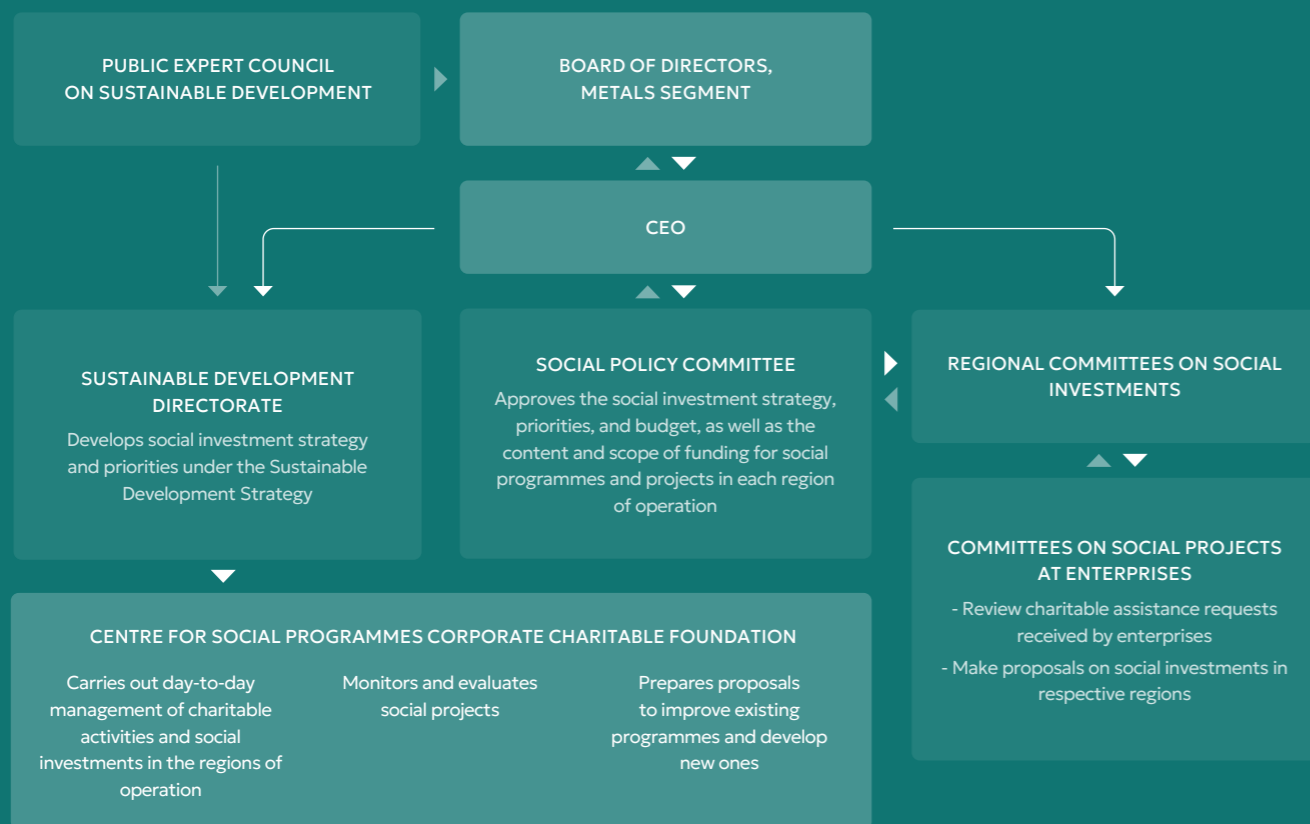 PUBLIC EXPERT COUNCIL
ON SUSTAINABLE DEVELOPMENT
BOARD OF DIRECTORS,
METALS SEGMENT
CEO
SUSTAINABLE DEVELOPMENT
DIRECTORATE
Develops social investment strategy
and priorities under the Sustainable
Development Strategy
SOCIAL POLICY COMMITTEE
Approves the social investment strategy,
priorities, and budget, as well as the
content and scope of funding for social
programmes and projects in each region
of operation
REGIONAL COMMITTEES ON SOCIAL
INVESTMENTS
COMMITTEES ON SOCIAL PROJECTS
AT ENTERPRISES
- Review charitable assistance requests
received by enterprises
- Make proposals on social investments in
respective regions
CENTRE FOR SOCIAL PROGRAMMES CORPORATE CHARITABLE FOUNDATION
Carries out day-to-day
management of charitable
activities and social
investments in the regions of
operation
Monitors and evaluates
social projects
Prepares proposals
to improve existing
programmes and develop
new ones